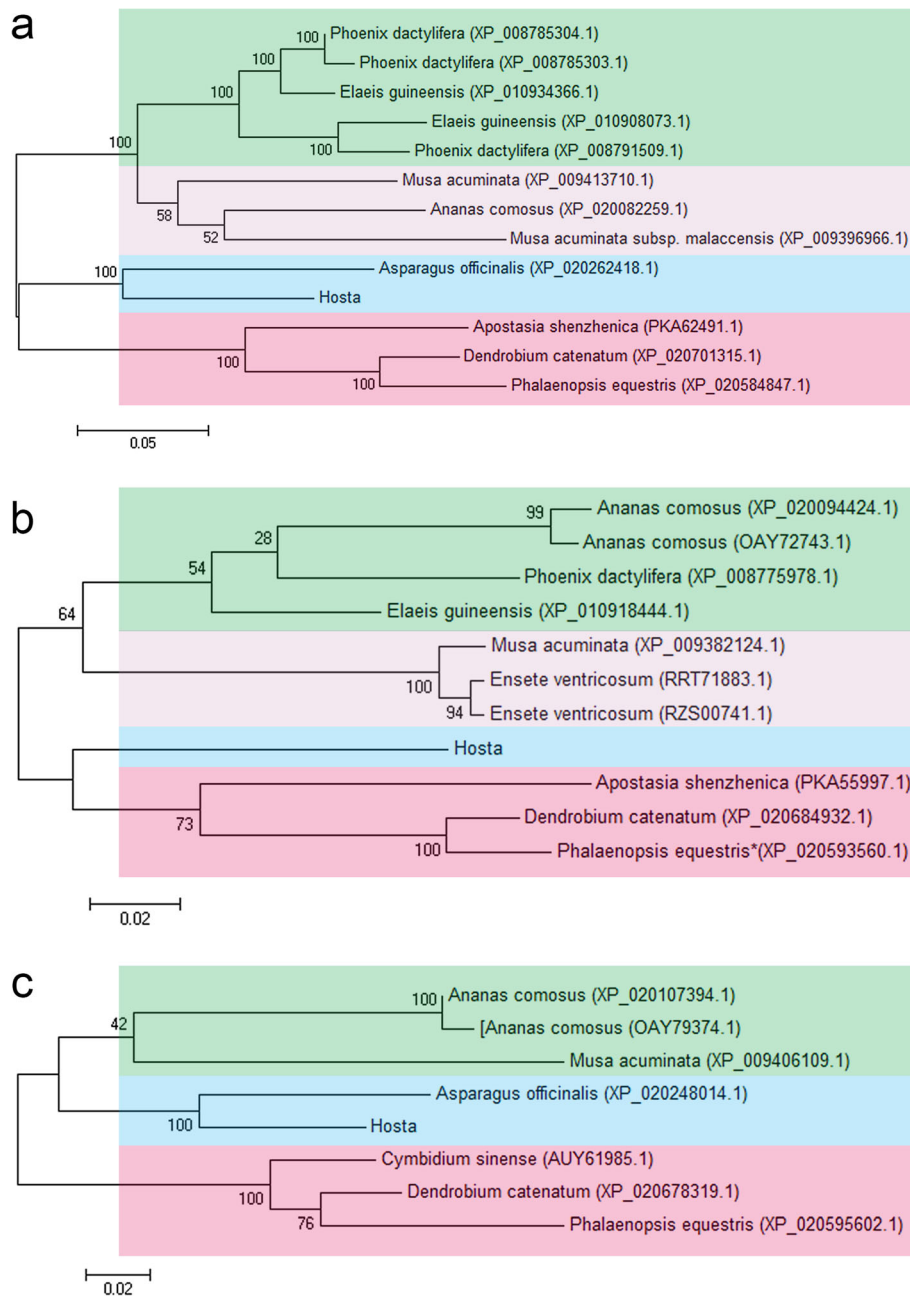 a
100
Phoenix dactylifera (XP_008785304.1)
100
Phoenix dactylifera (XP_008785303.1)
100
Elaeis guineensis (XP_010934366.1)
Elaeis guineensis (XP_010908073.1)
100
100
Phoenix dactylifera (XP_008791509.1)
Musa acuminata (XP_009413710.1)
58
Ananas comosus (XP_020082259.1)
52
Musa acuminata subsp. malaccensis (XP_009396966.1)
100
Asparagus officinalis (XP_020262418.1)
Hosta
Apostasia shenzhenica (PKA62491.1)
100
Dendrobium catenatum (XP_020701315.1)
100
Phalaenopsis equestris (XP_020584847.1)
0.05
b
99
Ananas comosus (XP_020094424.1)
28
Ananas comosus (OAY72743.1)
54
Phoenix dactylifera (XP_008775978.1)
64
Elaeis guineensis (XP_010918444.1)
Musa acuminata (XP_009382124.1)
100
Ensete ventricosum (RRT71883.1)
94
Ensete ventricosum (RZS00741.1)
Hosta
Apostasia shenzhenica (PKA55997.1)
73
Dendrobium catenatum (XP_020684932.1)
100
Phalaenopsis equestris*(XP_020593560.1)
0.02
c
100
Ananas comosus (XP_020107394.1)
42
[Ananas comosus (OAY79374.1)
Musa acuminata (XP_009406109.1)
Asparagus officinalis (XP_020248014.1)
100
Hosta
Cymbidium sinense (AUY61985.1)
100
Dendrobium catenatum (XP_020678319.1)
76
Phalaenopsis equestris (XP_020595602.1)
0.02